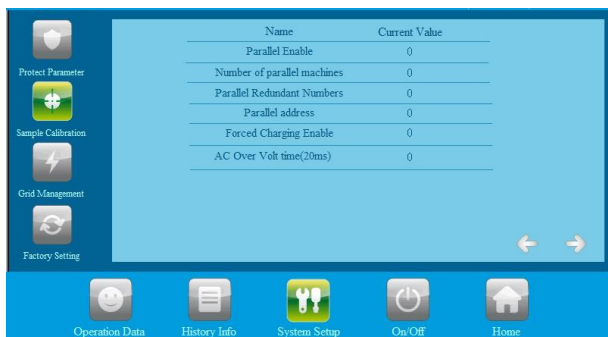 Protect Parameter
Sample Calibration
Grid Management
Factory Setting
Name Current Value
Parallel Enable 0
Number of parallel machines 0
Parallel Redundant Numbers 0
Parallel address 0
Forced Charging Enable 0
AC Over Volt time(20ms) 0
Operation Data History Info System Setup On/Off Home